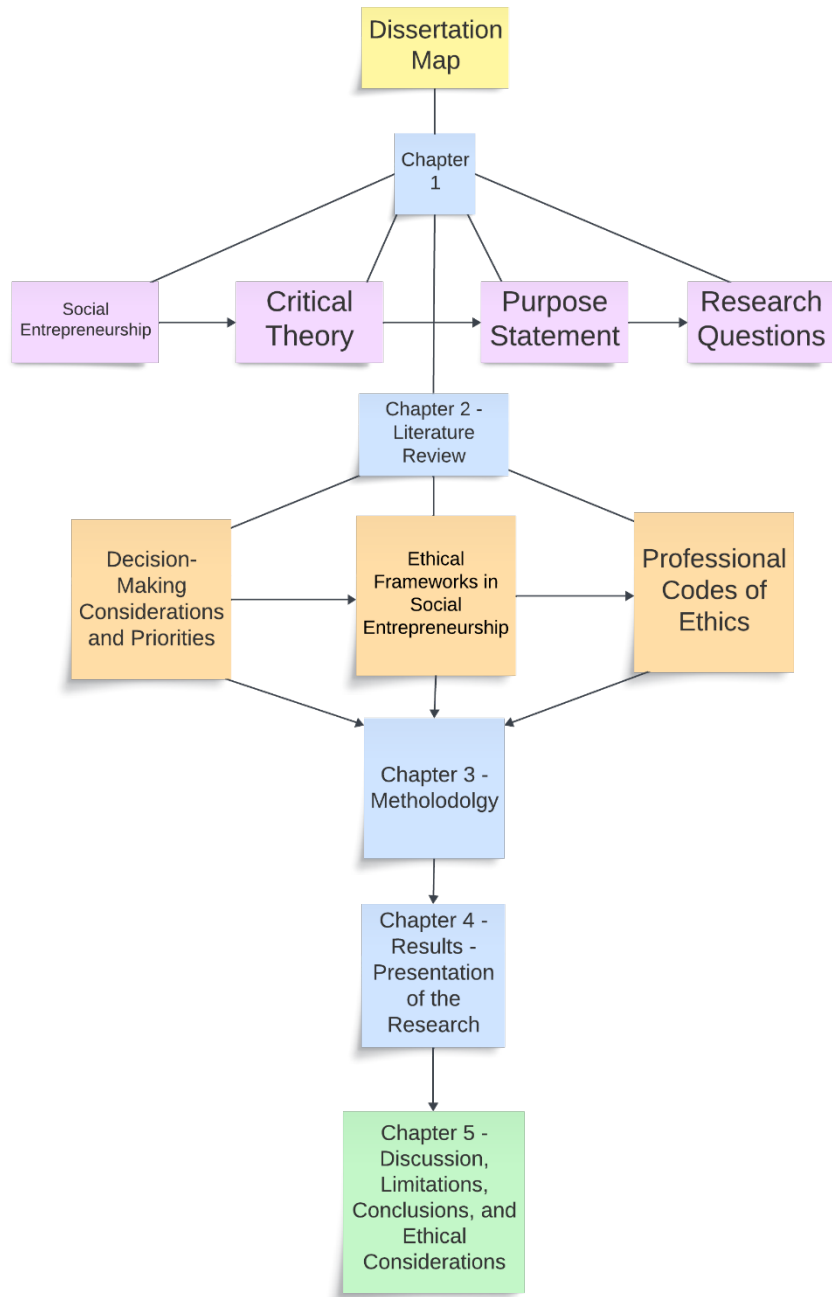 Dissertation
Map
Chapter
1
Social
Entrepreneurship
Critical
Theory
Purpose
Statement
Research
Questions
Chapter 2 -
Literature
Review
Decision-
Making
Considerations
and Priorities
Ethical
Frameworks in
Social
Entrepreneurship
Professional
Codes of
Ethics
Chapter 3 -
Metholodolgy
Chapter 4 -
Results -
Presentation
of the
Research
Chapter 5 -
Discussion,
Limitations,
Conclusions, and
Ethical
Considerations